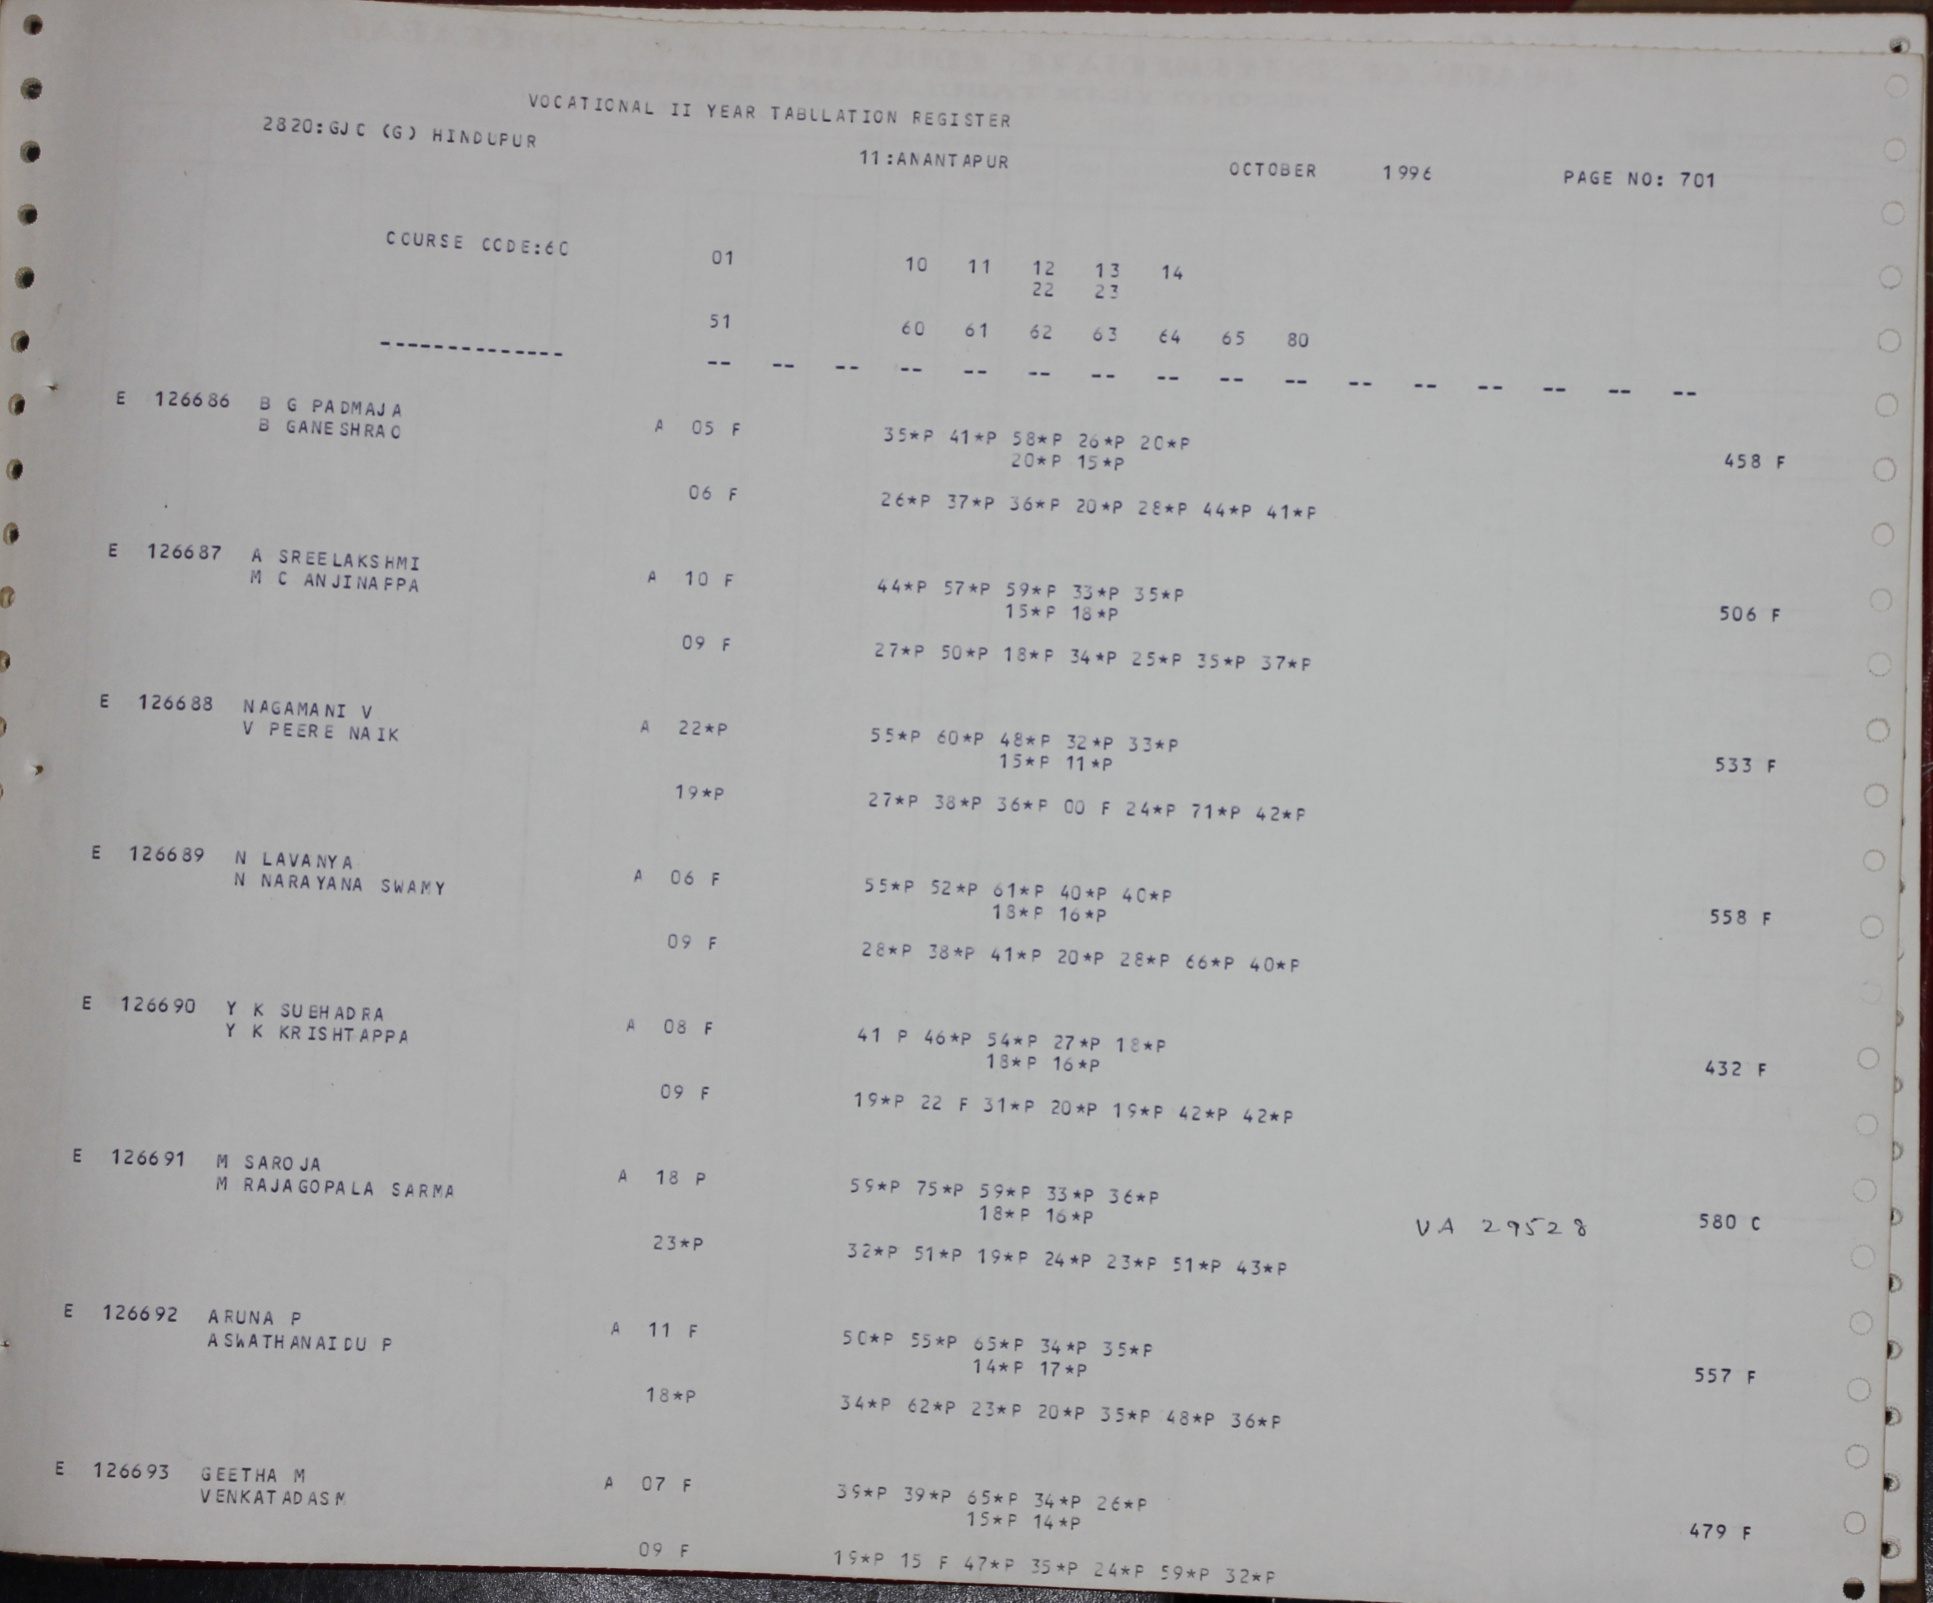 VOCATIONAL II YEAR TABULATION REGISTER
2820:GJC (G) HINDUPUR 11:ANANTAPUR OCTOBER 1996 PAGE NO: 701
COURSE CODE:60 01 10 11 12 13 14
22 23
51 60 61 62 63 64 65 80
-------------- -- -- -- -- -- -- -- -- -- -- -- -- -- -- -- --
E 126686 B G PADMAJA
B GANESHRAO A 05 F 35*P 41*P 58*P 26*P 20*P
20*P 15*P 458 F
06 F 26*P 37*P 36*P 20*P 28*P 44*P 41*P
E 126687 A SREELAKSHMI
M C ANJINAPPA A 10 F 44*P 57*P 59*P 33*P 35*P
15*P 18*P 506 F
09 F 27*P 50*P 18*P 34*P 25*P 35*P 37*P
E 126688 NAGAMANI V
V PEERE NAIK A 22*P 55*P 60*P 48*P 32*P 33*P
15*P 11*P 533 F
19*P 27*P 38*P 36*P 00 F 24*P 71*P 42*P
E 126689 N LAVANYA
N NARAYANA SWAMY A 06 F 55*P 52*P 61*P 40*P 40*P
18*P 16*P 558 F
09 F 28*P 38*P 41*P 20*P 28*P 66*P 40*P
E 126690 Y K SUBHADRA
Y K KRISHTAPPA A 08 F 41 P 46*P 54*P 27*P 18*P
18*P 16*P 432 F
09 F 19*P 22 F 31*P 20*P 19*P 42*P 42*P
E 126691 M SAROJA
M RAJAGOPALA SARMA A 18 P 59*P 75*P 59*P 33*P 36*P
18*P 16*P VA 29528 580 C
23*P 32*P 51*P 19*P 24*P 23*P 51*P 43*P
E 126692 ARUNA P
ASWATHANAIDU P A 11 F 50*P 55*P 65*P 34*P 35*P
14*P 17*P 557 F
18*P 34*P 62*P 23*P 20*P 35*P 48*P 36*P
E 126693 GEETHA M
VENKATADASM A 07 F 39*P 39*P 65*P 34*P 26*P
15*P 14*P 479 F
09 F 19*P 15 F 47*P 35*P 24*P 59*P 32*P